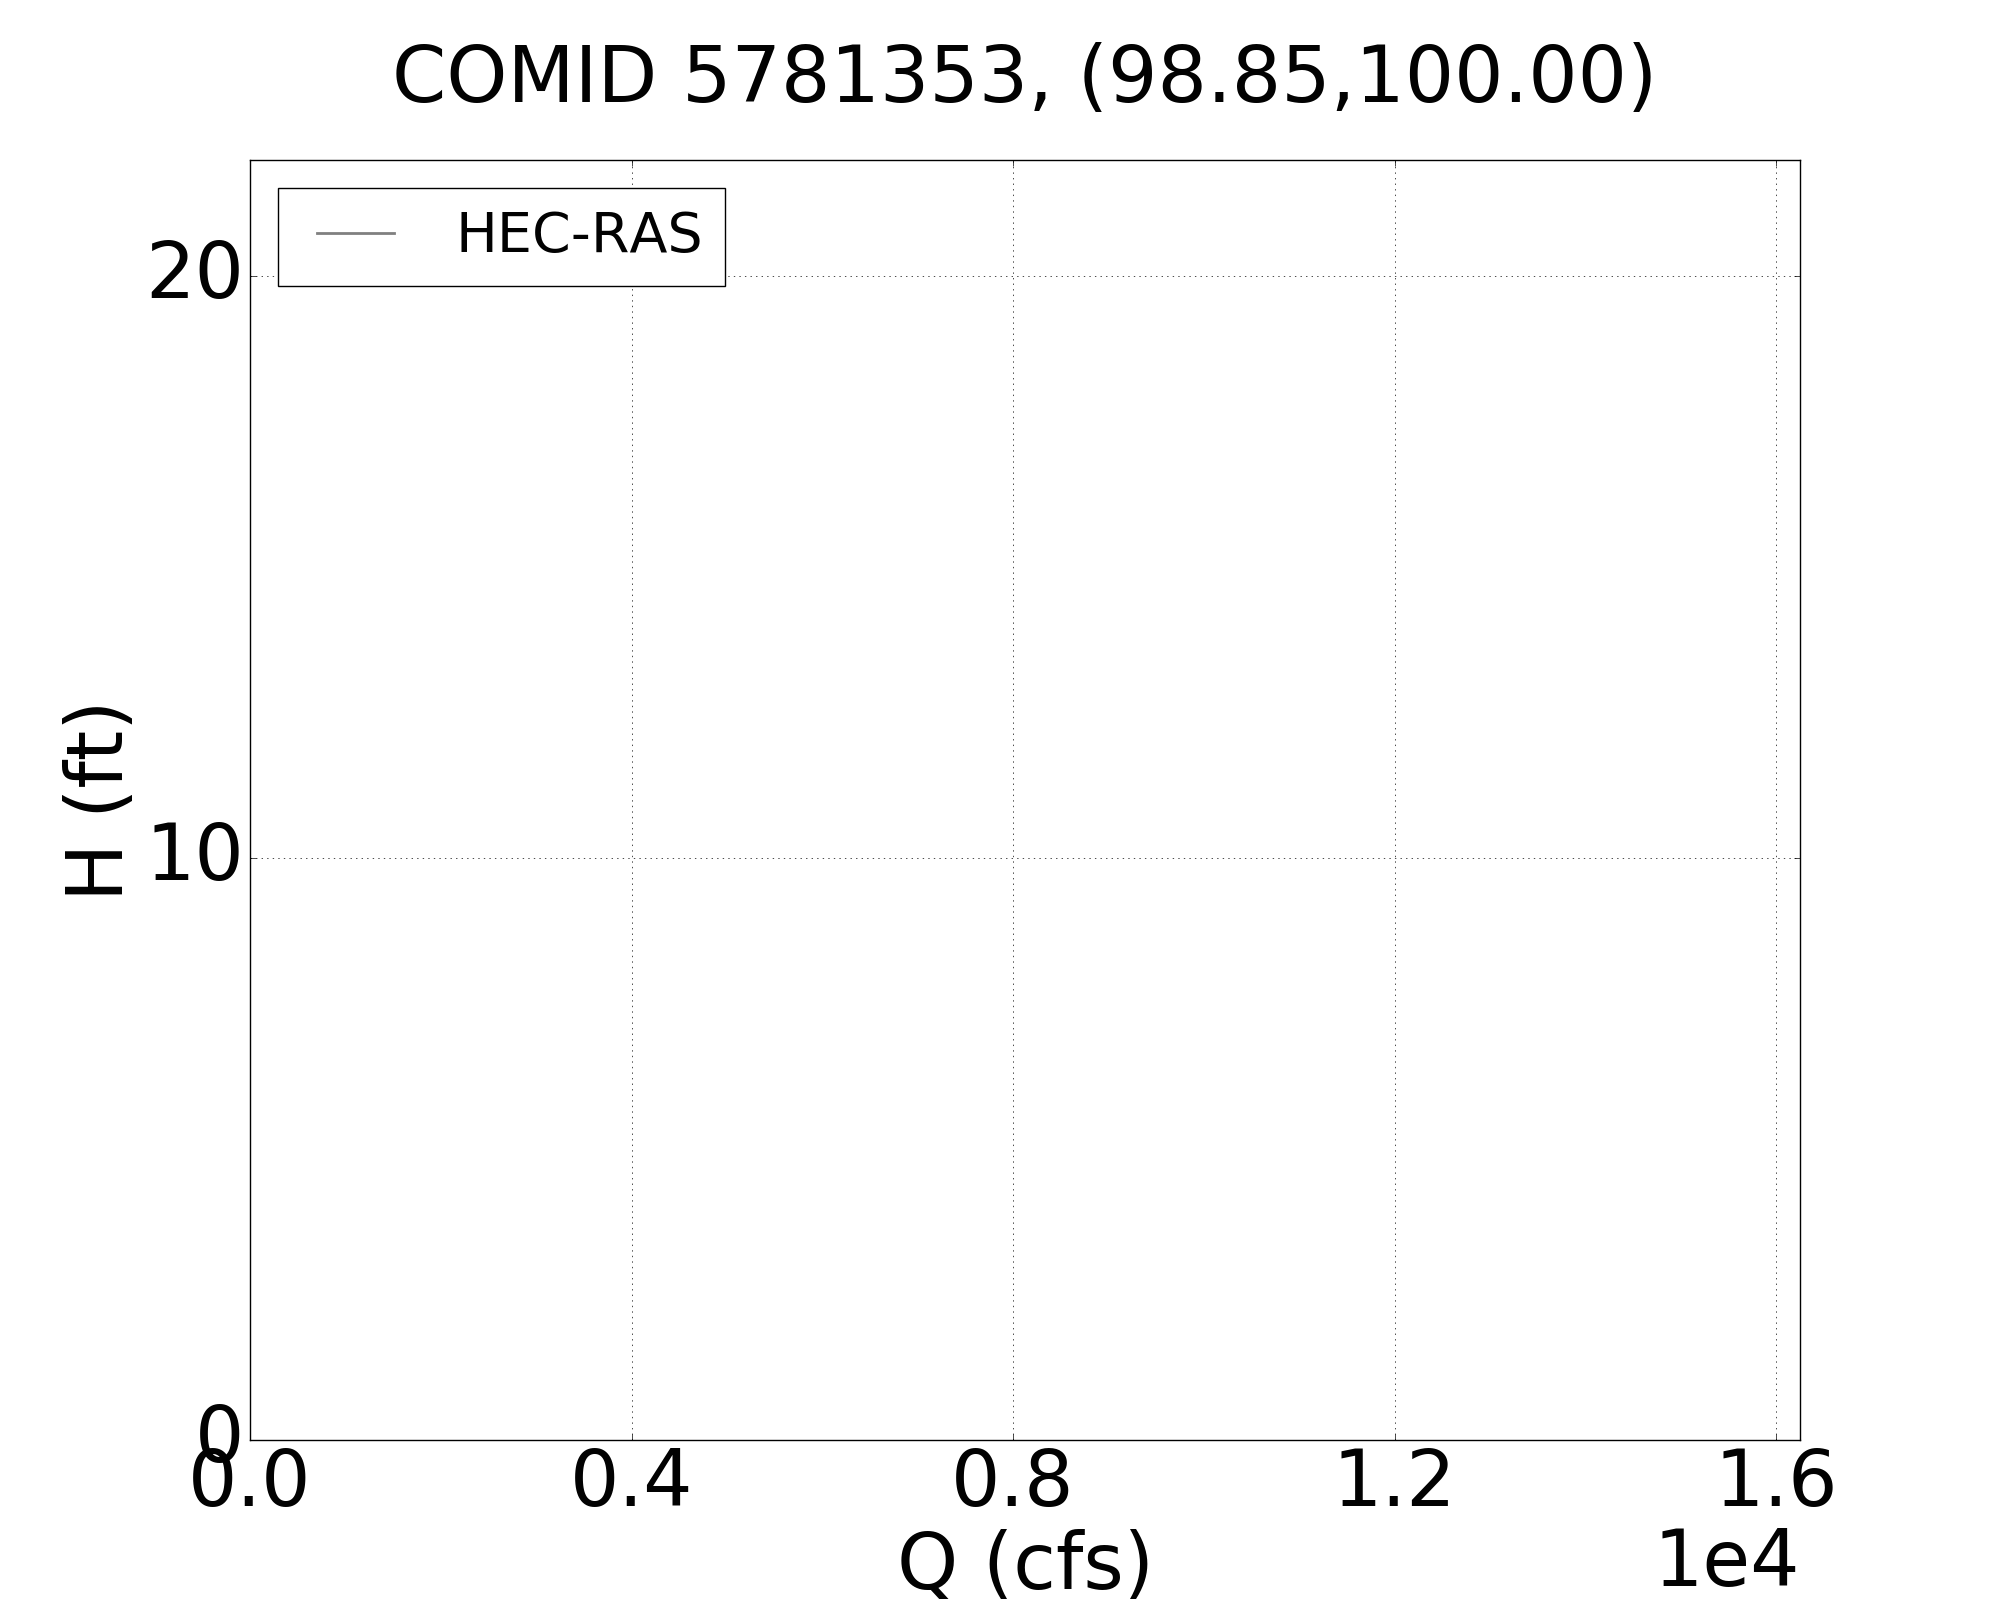 COMID 5781353, (98.85,100.00)
HEC-RAS
20
10
0
H (ft)
0.0 0.4 0.8 1.2 1.6
1e4
Q (cfs)